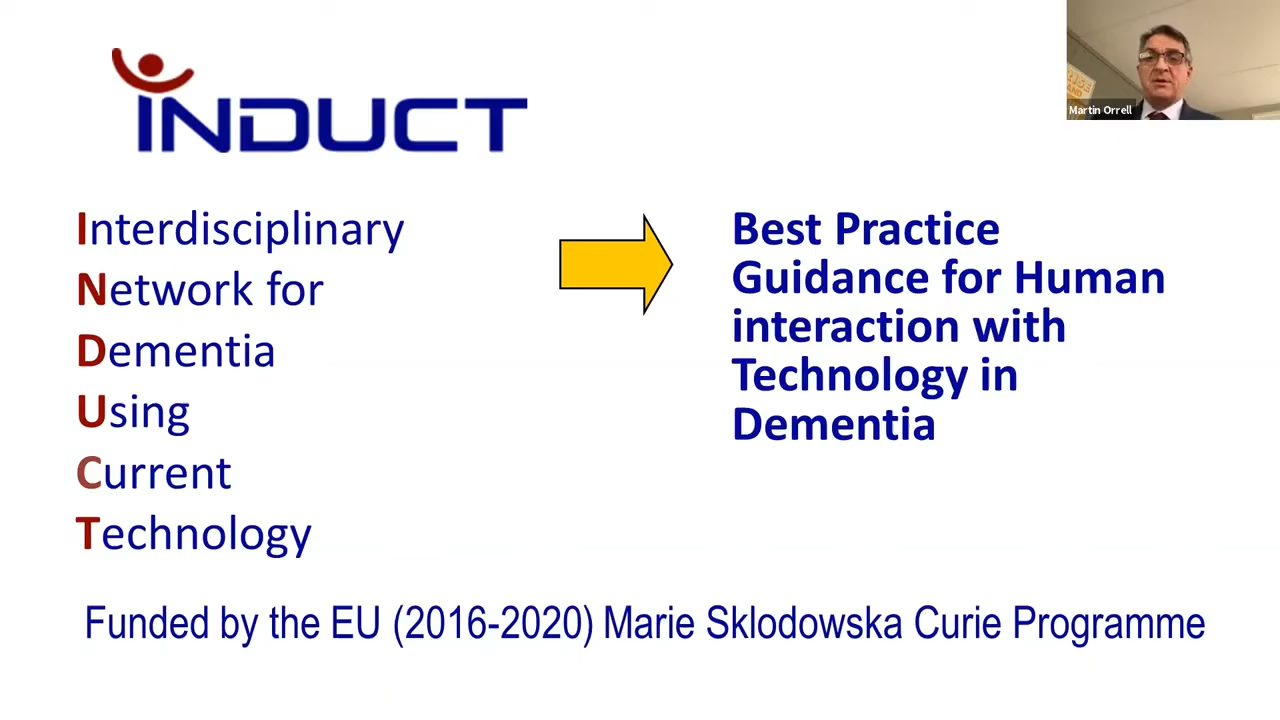 INDUCT
Interdisciplinary
Network for
Dementia
Using
Current
Technology
Best Practice
Guidance for Human
interaction with
Technology in
Dementia
Funded by the EU (2016-2020) Marie Sklodowska Curie Programme
Martin Orrell